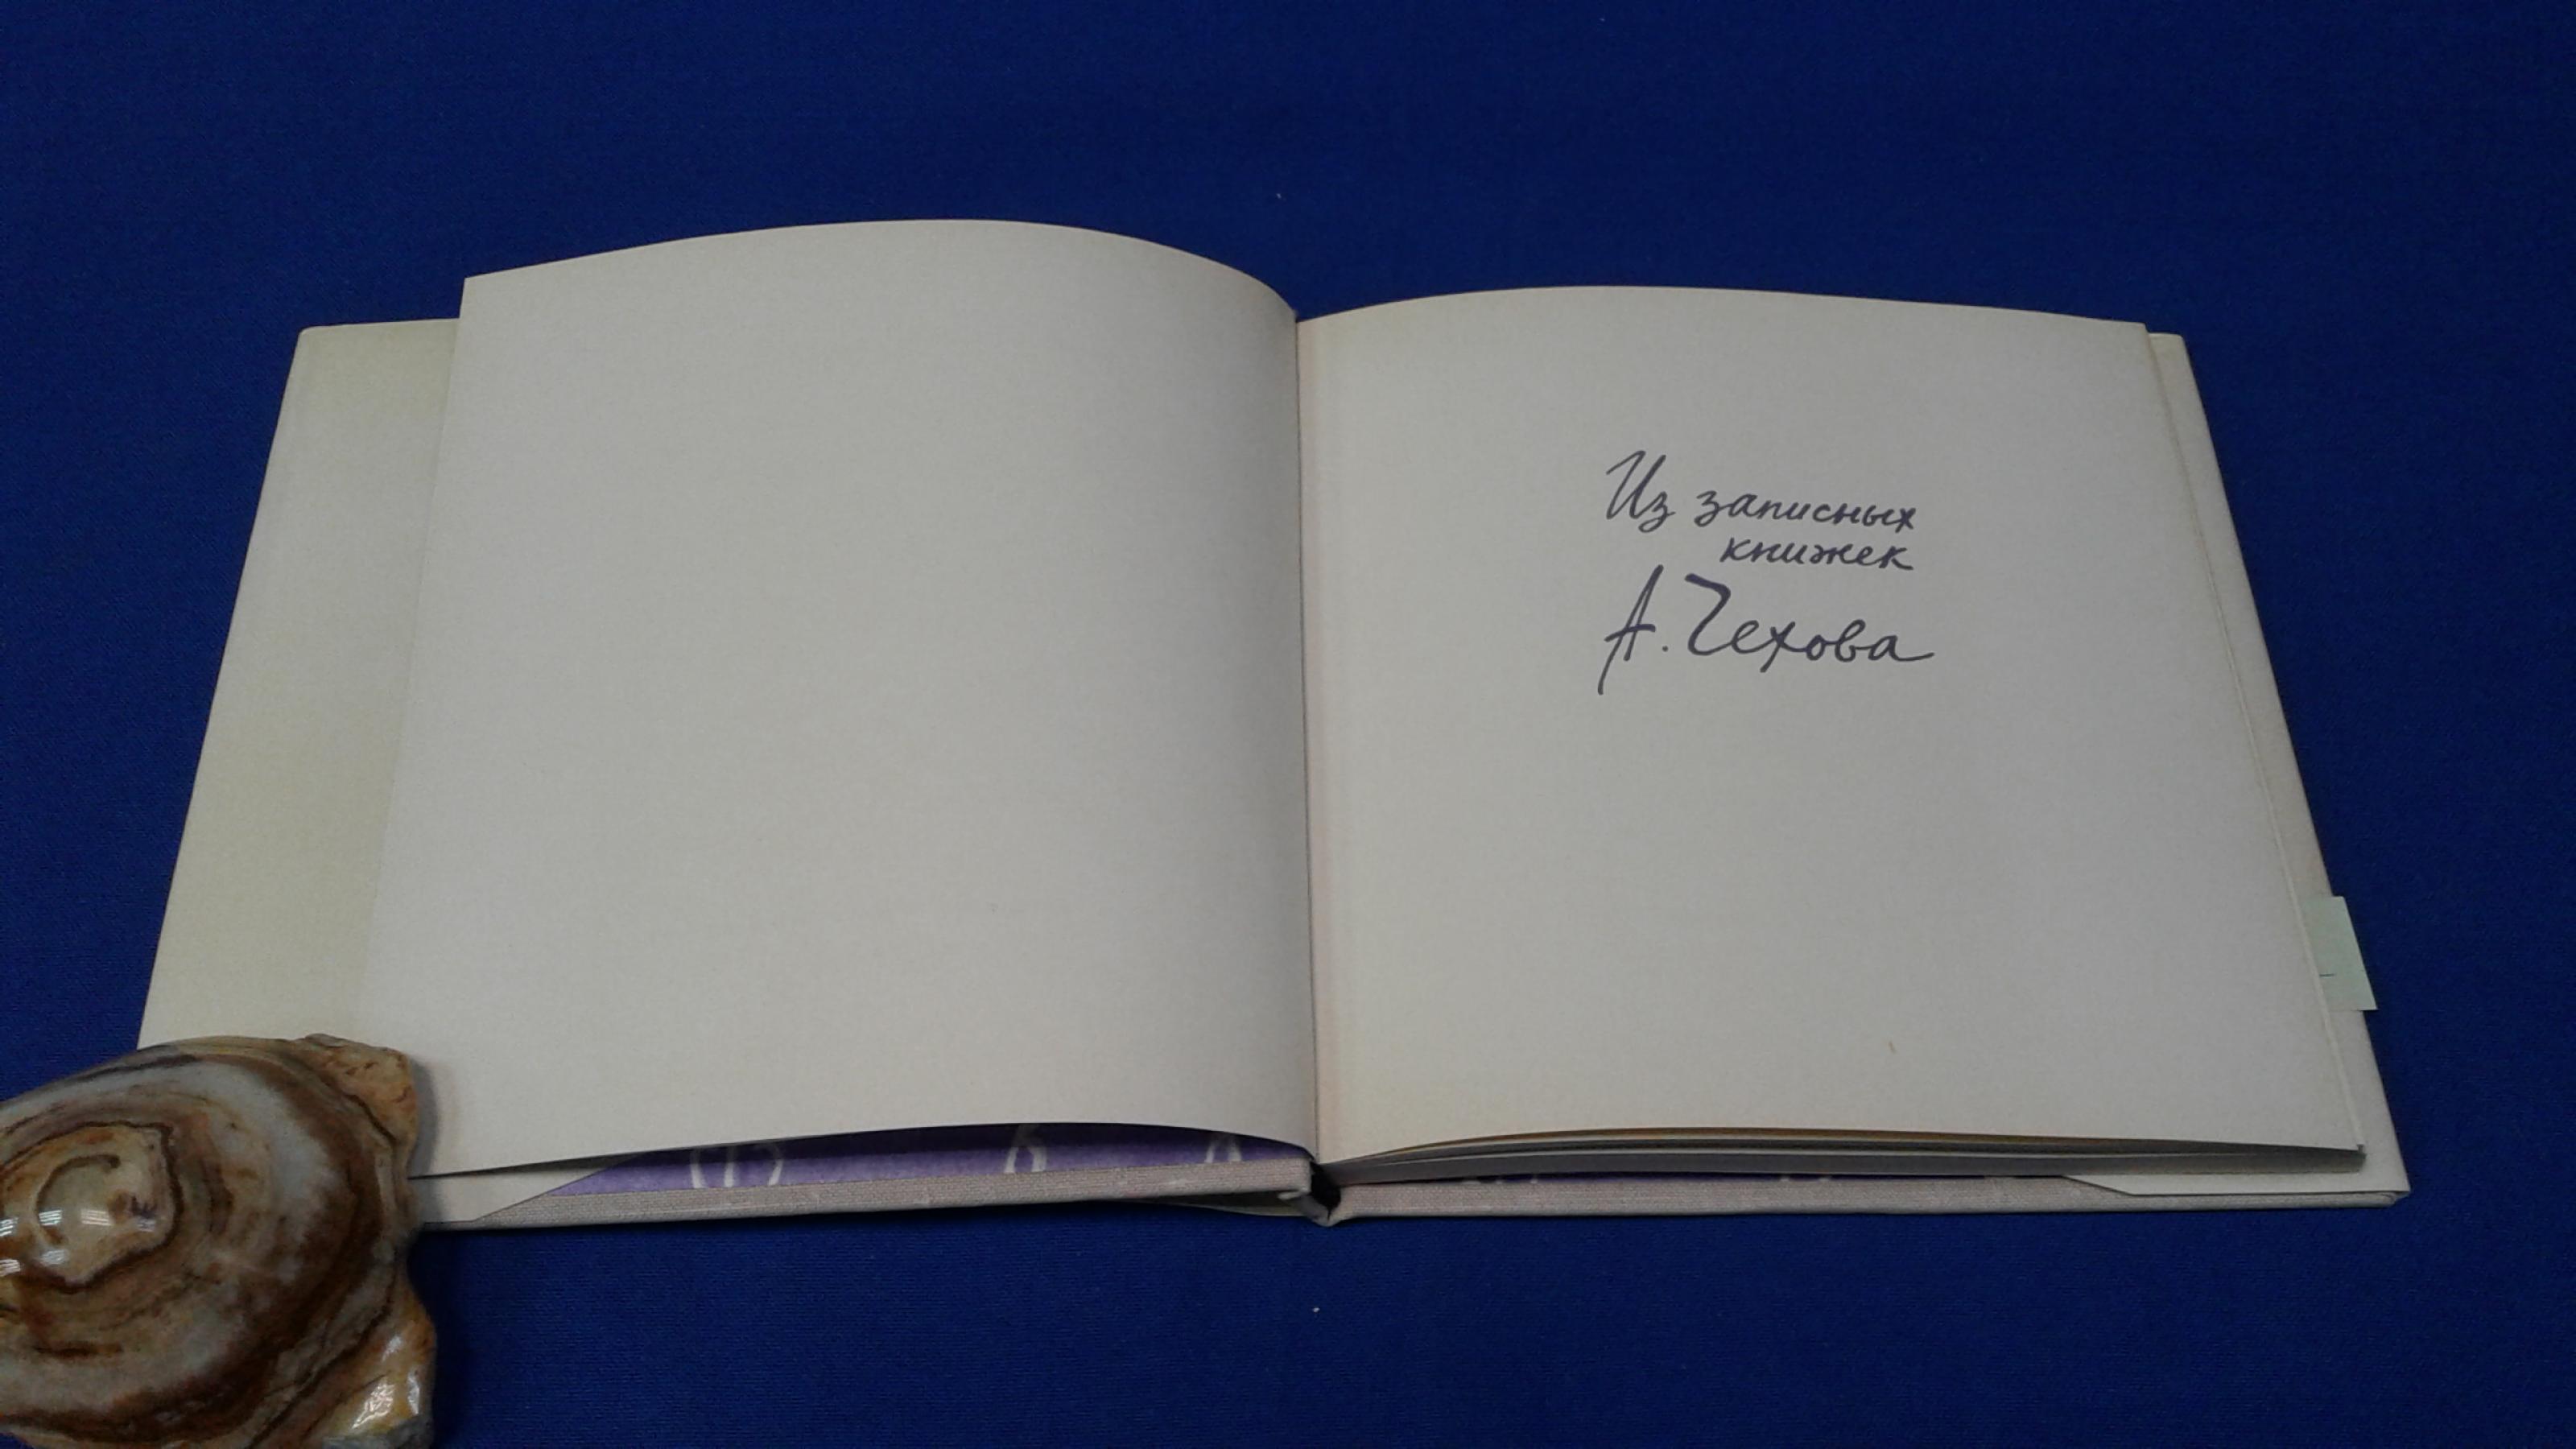 Из записных
книжек
А. Чехова